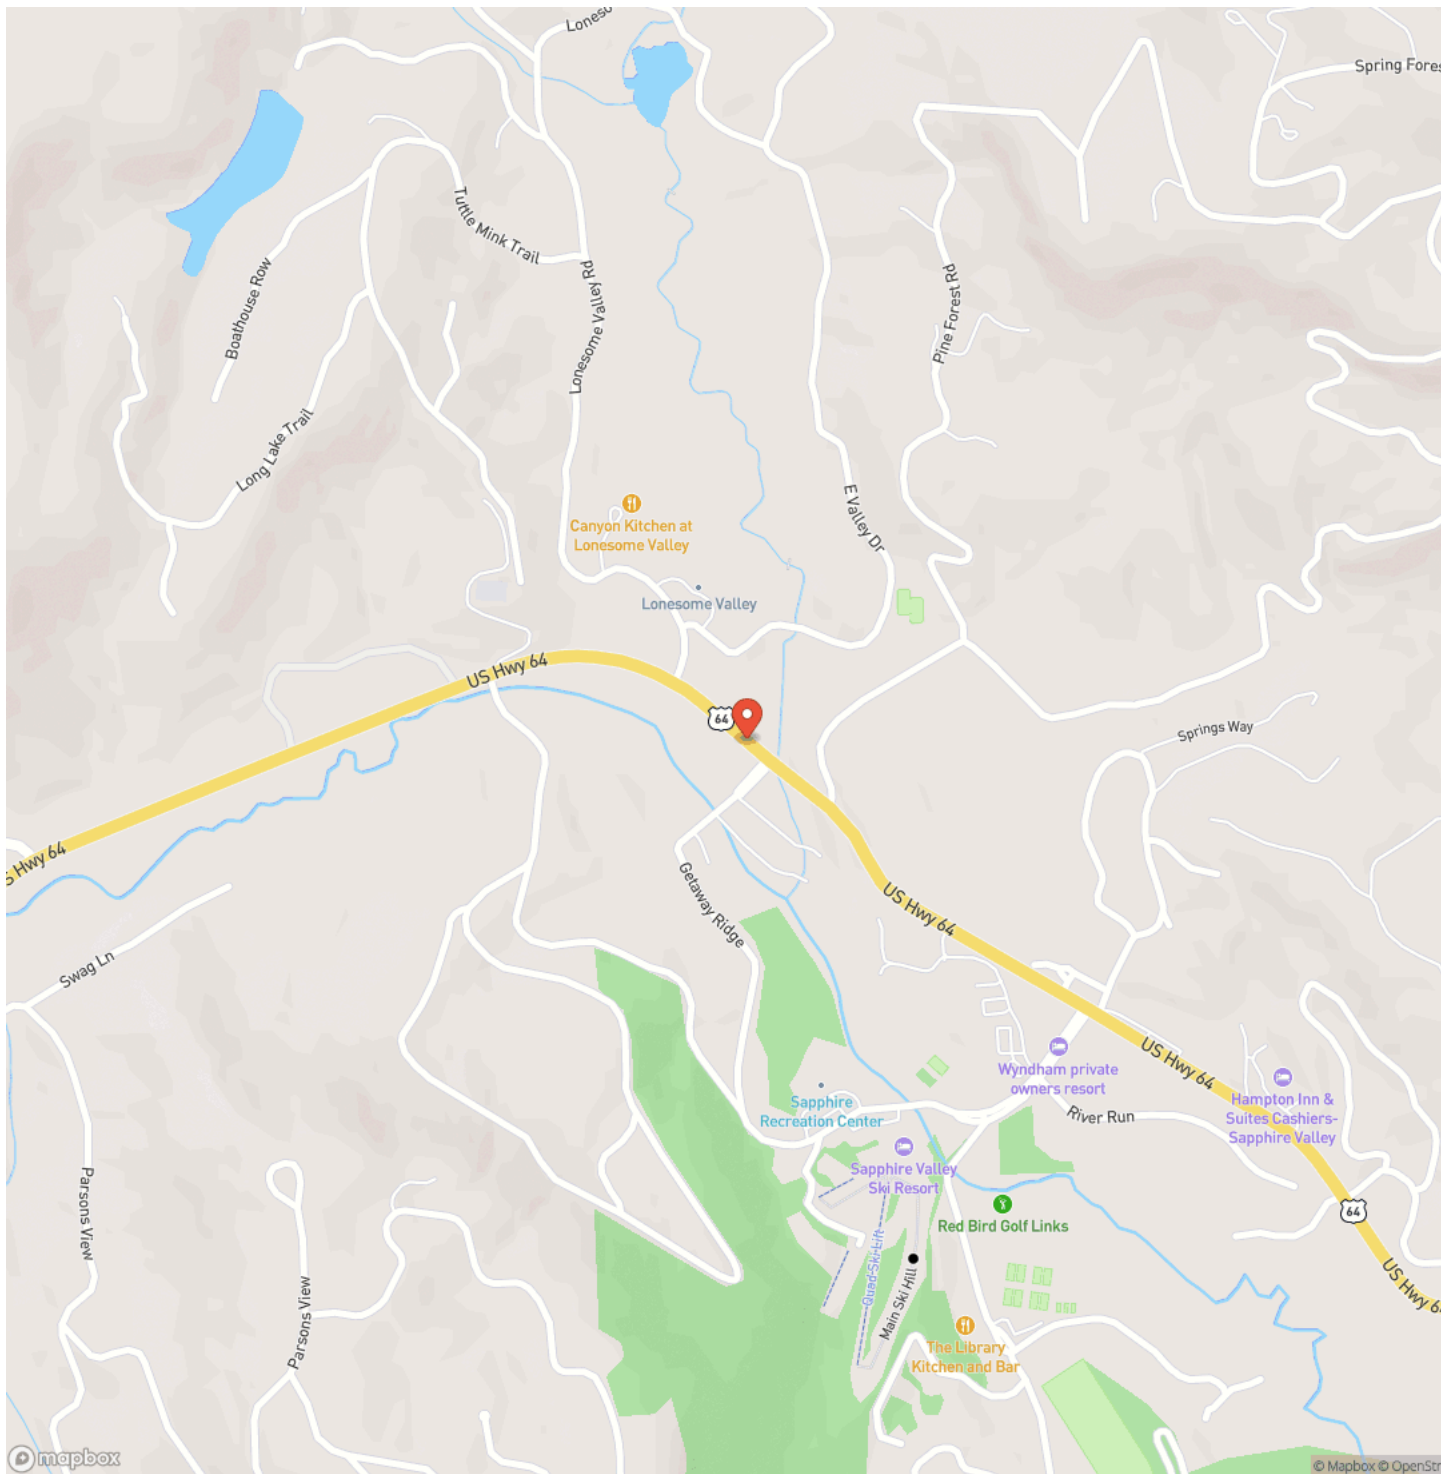 Loneso
Spring Fores
Tuttle Mink Trail
Boathouse Row
Lonesome Valley Rd
Pine Forest Rd
Long Lake Trail
E Valley Dr
Canyon Kitchen at
Lonesome Valley
Lonesome Valley
US Hwy 64
64
Springs Way
S Hwy 64
Getaway Ridge
US Hwy 64
Swag Ln
US Hwy 64
Wyndham private
owners resort
Hampton Inn &
Suites Cashiers-
Sapphire Valley
Sapphire
Recreation Center
River Run
Sapphire Valley
Ski Resort
Parsons View
64
Red Bird Golf Links
Quad Ski Lift
Main Ski Hill
Parsons View
US Hwy 6
The Library
Kitchen and Bar
mapbox
© Mapbox © OpenStr